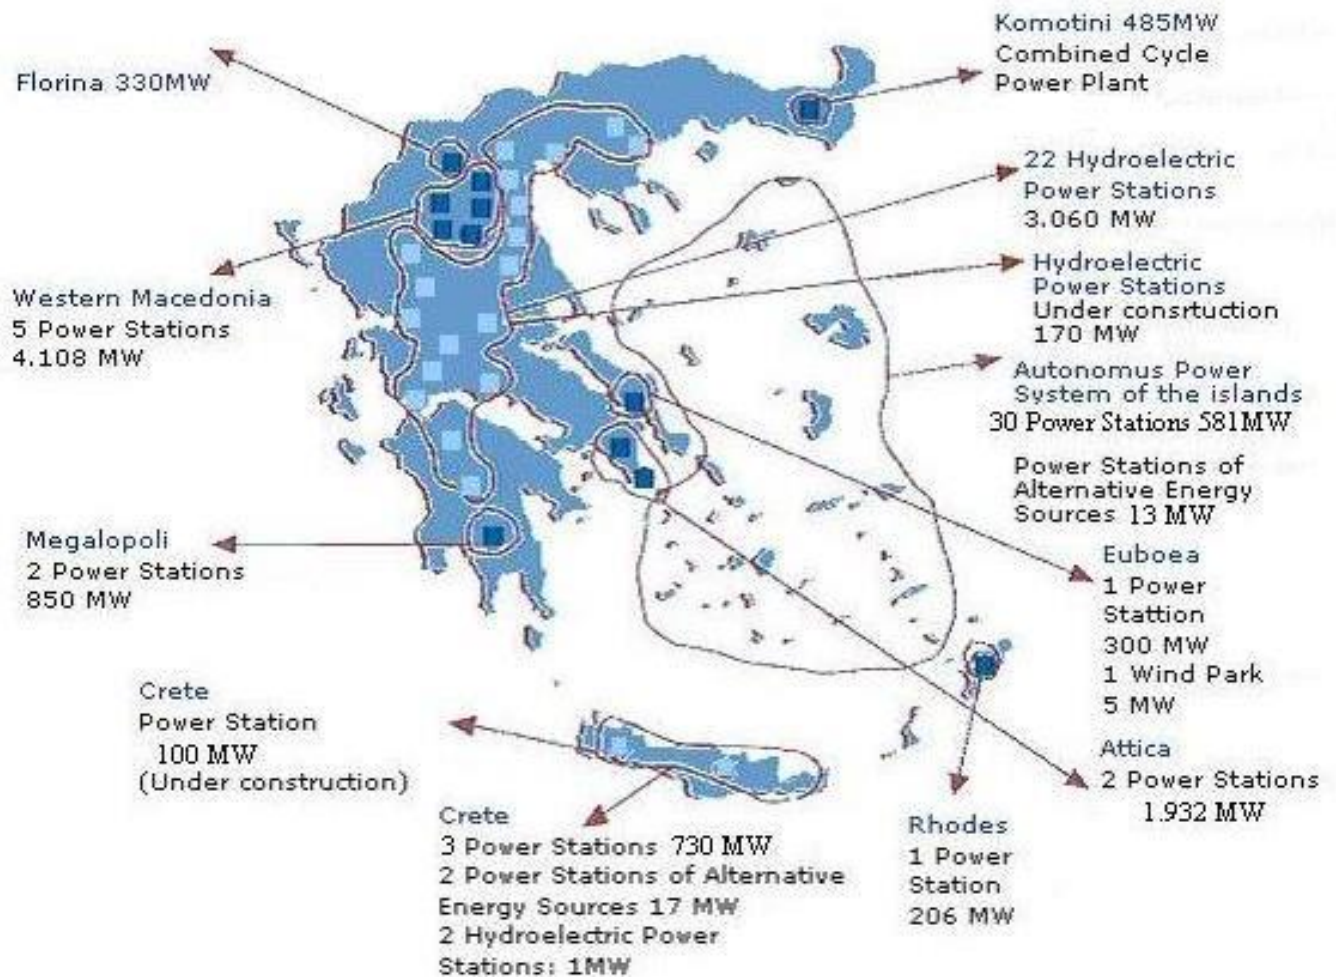 Florina 330MW
Komotini 485MW
Combined Cycle
Power Plant
22 Hydroelectric
Power Stations
3.060 MW
Hydroelectric
Power Stations
Under consrtuction
170 MW
Western Macedonia
5 Power Stations
4.108 MW
Autonomus Power
System of the islands
30 Power Stations 581MW
Power Stations of
Alternative Energy
Sources 13 MW
Megalopoli
2 Power Stations
850 MW
Euboea
1 Power
Stattion
300 MW
1 Wind Park
5 MW
Crete
Power Station
100 MW
(Under construction)
Attica
2 Power Stations
1.932 MW
Crete
3 Power Stations 730 MW
2 Power Stations of Alternative
Energy Sources 17 MW
2 Hydroelectric Power
Stations: 1MW
Rhodes
1 Power
Station
206 MW